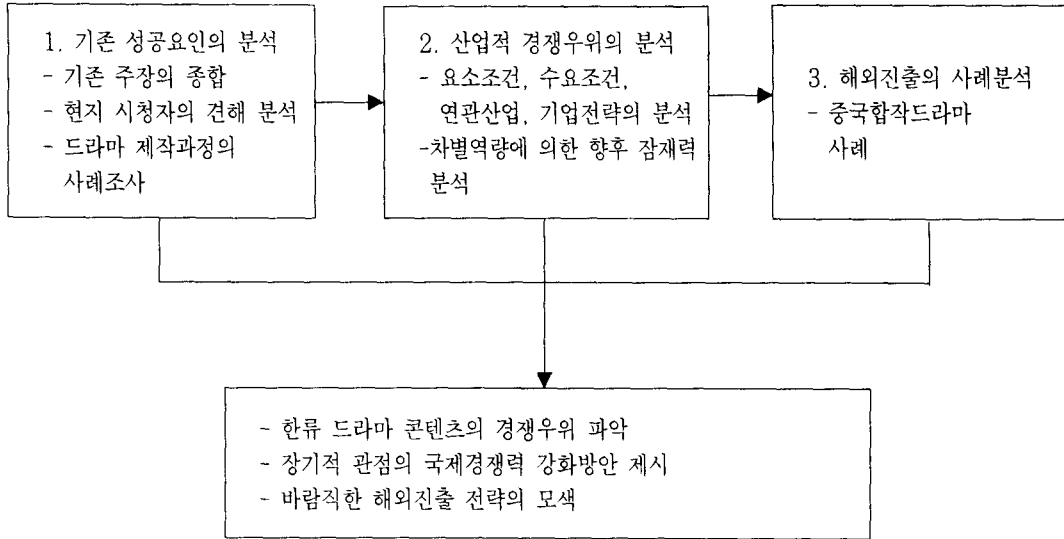 1. 기존 성공요인의 분석
- 기존 주장의 종합
- 현지 시청자의 견해 분석
- 드라마 제작과정의
사례조사
2. 산업적 경쟁우위의 분석
- 요소조건, 수요조건,
연관산업, 기업전략의 분석
-차별역량에 의한 향후 잠재력
분석
3. 해외진출의 사례분석
- 중국합작드라마
사례
- 한류 드라마 콘텐츠의 경쟁우위 파악
- 장기적 관점의 국제경쟁력 강화방안 제시
- 바람직한 해외진출 전략의 모색